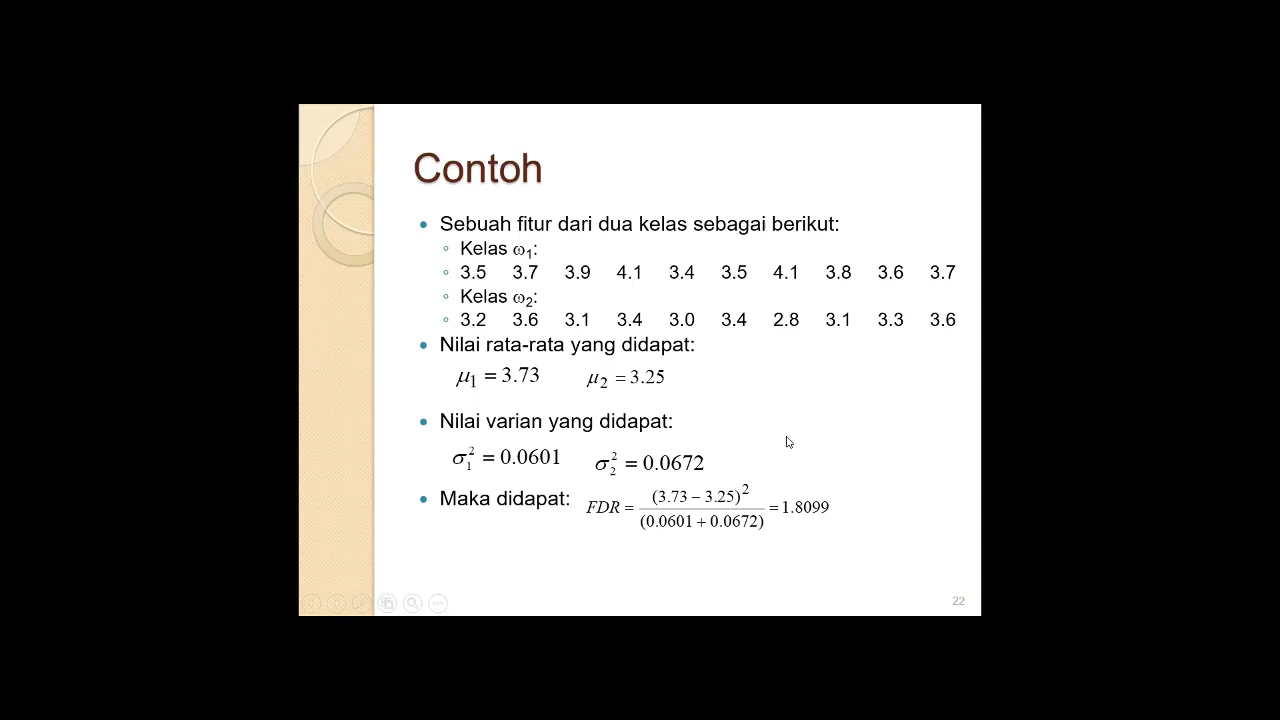 Contoh
Sebuah fitur dari dua kelas sebagai berikut:
Kelas ω1:
3.5 3.7 3.9 4.1 3.4 3.5 4.1 3.8 3.6 3.7
Kelas ω2:
3.2 3.6 3.1 3.4 3.0 3.4 2.8 3.1 3.3 3.6
Nilai rata-rata yang didapat:
μ1 = 3.73 μ2 = 3.25
Nilai varian yang didapat:
σ1² = 0.0601 σ2² = 0.0672
Maka didapat: FDR = (3.73 − 3.25)² / (0.0601 + 0.0672) = 1.8099
22